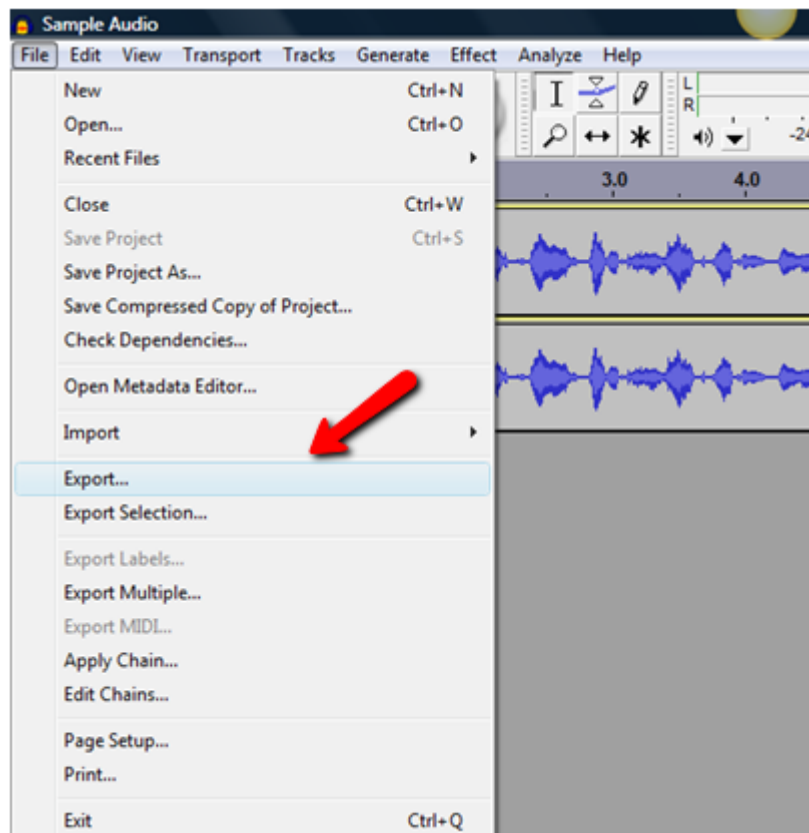 Sample Audio
File Edit View Transport Tracks Generate Effect Analyze Help
New Ctrl+N
Open... Ctrl+O
Recent Files
Close Ctrl+W
Save Project Ctrl+S
Save Project As...
Save Compressed Copy of Project...
Check Dependencies...
Open Metadata Editor...
Import
Export...
Export Selection...
Export Labels...
Export Multiple...
Export MIDI...
Apply Chain...
Edit Chains...
Page Setup...
Print...
Exit Ctrl+Q
L
R
-24
3.0 4.0